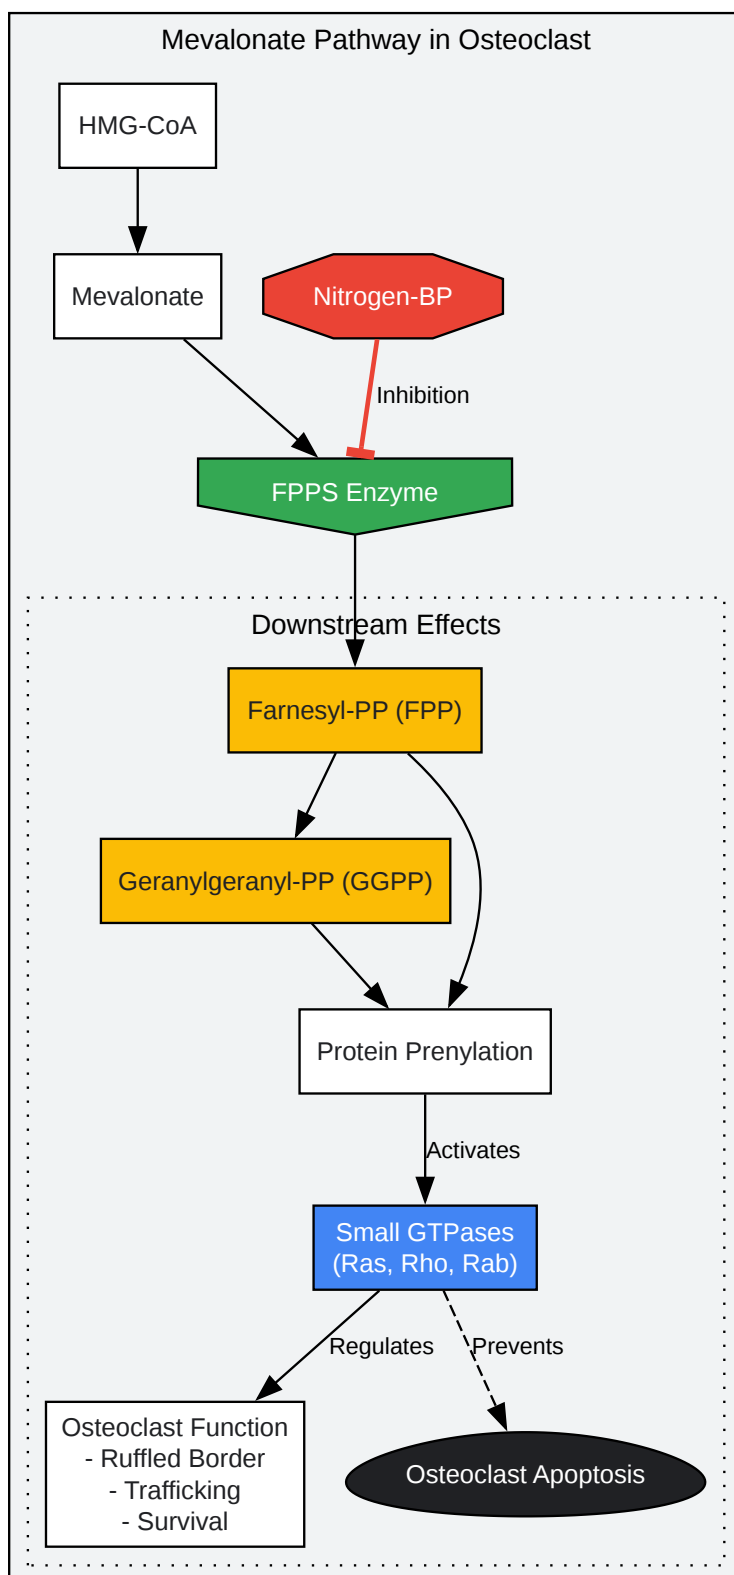 Mevalonate Pathway in Osteoclast
HMG-CoA
Mevalonate
Nitrogen-BP
Inhibition
FPPS Enzyme
Downstream Effects
Farnesyl-PP (FPP)
Geranylgeranyl-PP (GGPP)
Protein Prenylation
Activates
Small GTPases
(Ras, Rho, Rab)
Regulates
Prevents
Osteoclast Function
- Ruffled Border
- Trafficking
- Survival
Osteoclast Apoptosis